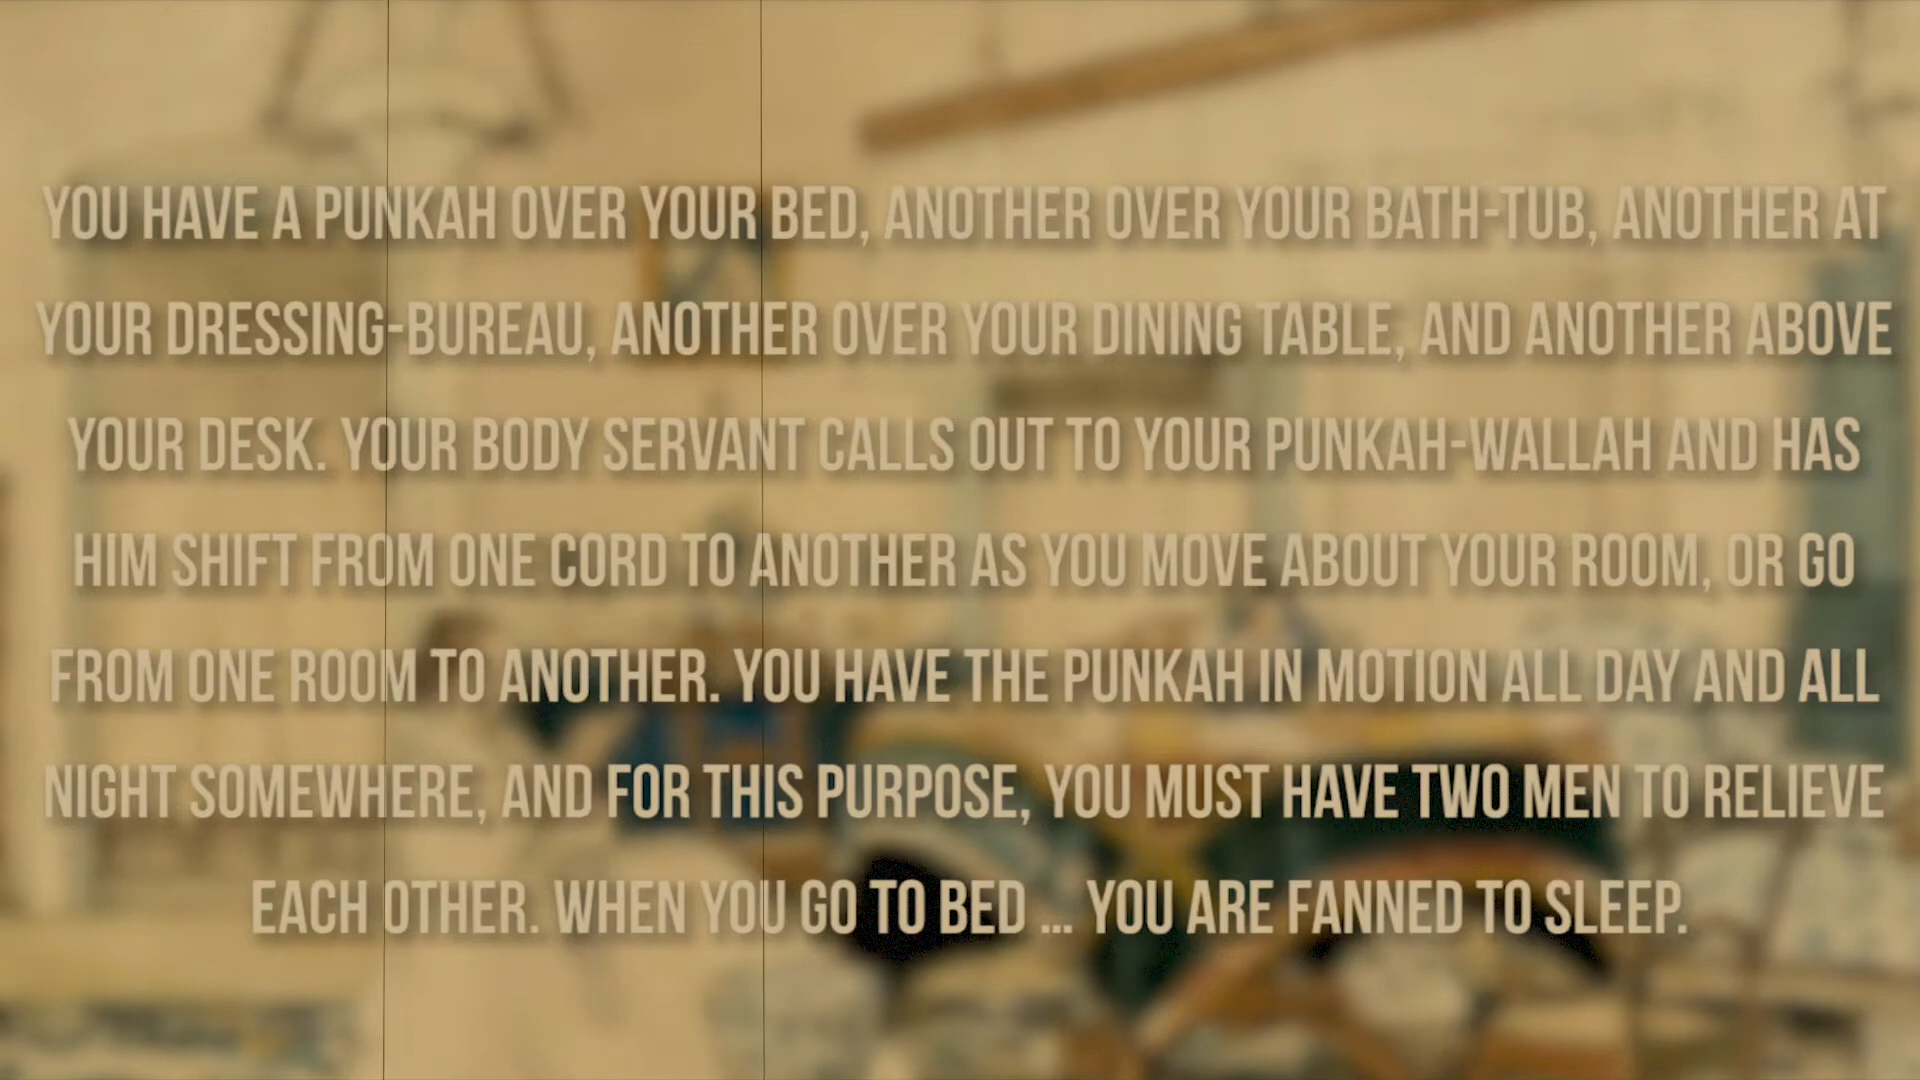 YOU HAVE A PUNKAH OVER YOUR BED, ANOTHER OVER YOUR BATH-TUB, ANOTHER AT
YOUR DRESSING-BUREAU, ANOTHER OVER YOUR DINING TABLE, AND ANOTHER ABOVE
YOUR DESK. YOUR BODY SERVANT CALLS OUT TO YOUR PUNKAH-WALLAH AND HAS
HIM SHIFT FROM ONE CORD TO ANOTHER AS YOU MOVE ABOUT YOUR ROOM, OR GO
FROM ONE ROOM TO ANOTHER. YOU HAVE THE PUNKAH IN MOTION ALL DAY AND ALL
NIGHT SOMEWHERE, AND FOR THIS PURPOSE, YOU MUST HAVE TWO MEN TO RELIEVE
EACH OTHER. WHEN YOU GO TO BED ... YOU ARE FANNED TO SLEEP.